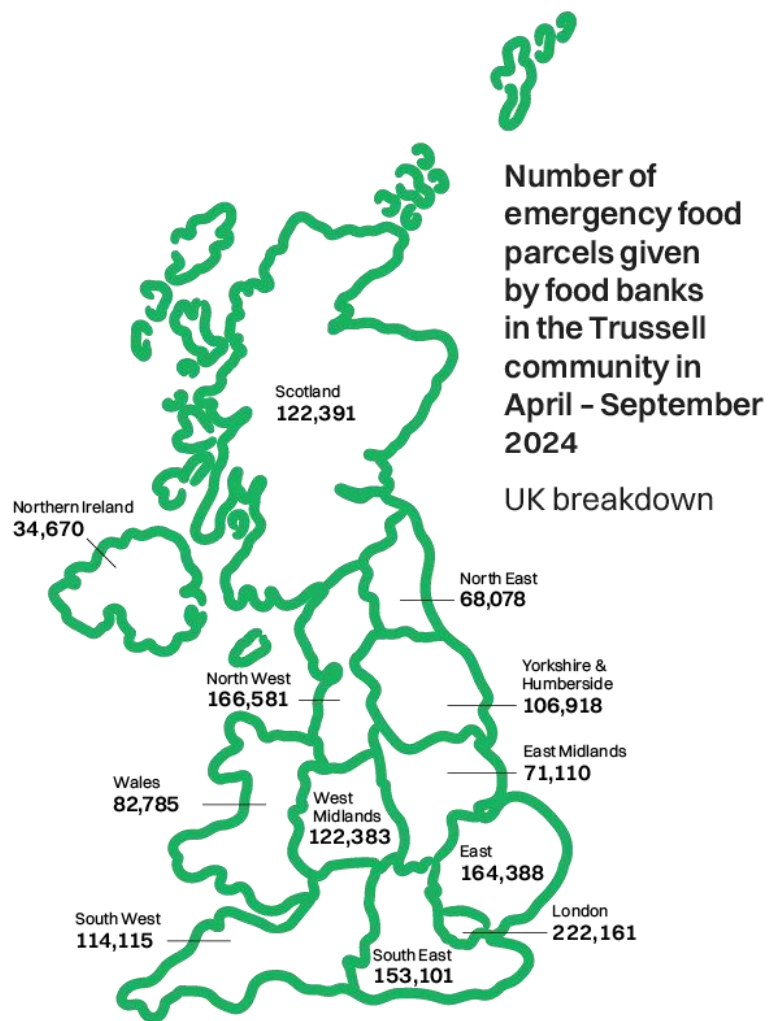 Number of
emergency food
parcels given
by food banks
in the Trussell
community in
April – September
2024
UK breakdown
Scotland
122,391
Northern Ireland
34,670
North East
68,078
Yorkshire &
Humberside
106,918
North West
166,581
East Midlands
71,110
Wales
82,785
West
Midlands
122,383
East
164,388
London
222,161
South West
114,115
South East
153,101